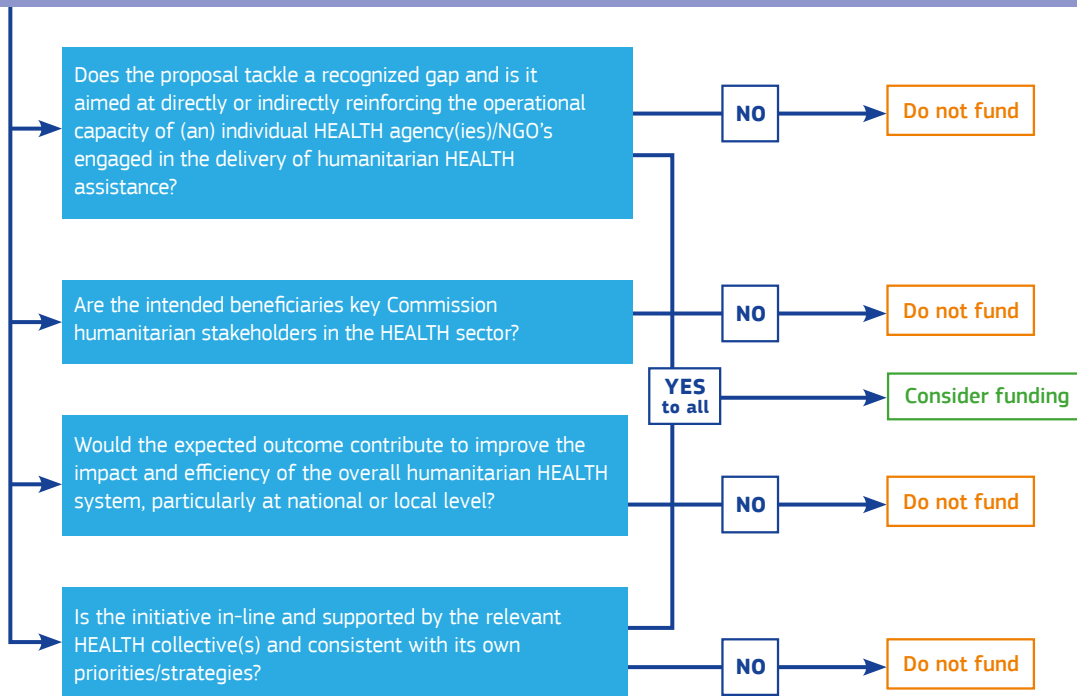 Does the proposal tackle a recognized gap and is it
aimed at directly or indirectly reinforcing the operational
capacity of (an) individual HEALTH agency(ies)/NGO's
engaged in the delivery of humanitarian HEALTH
assistance?
NO
Do not fund
Are the intended beneficiaries key Commission
humanitarian stakeholders in the HEALTH sector?
NO
Do not fund
YES
to all
Consider funding
Would the expected outcome contribute to improve the
impact and efficiency of the overall humanitarian HEALTH
system, particularly at national or local level?
NO
Do not fund
Is the initiative in-line and supported by the relevant
HEALTH collective(s) and consistent with its own
priorities/strategies?
NO
Do not fund